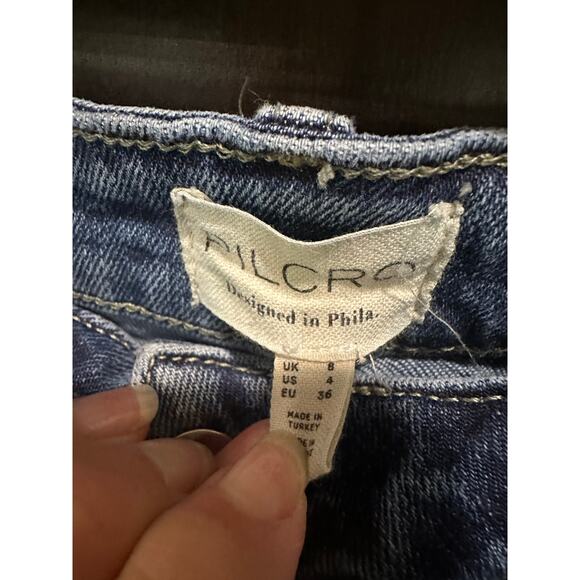 PILCRO
Designed in Phila.
UK 8
US 4
EU 36
MADE IN
TURKEY